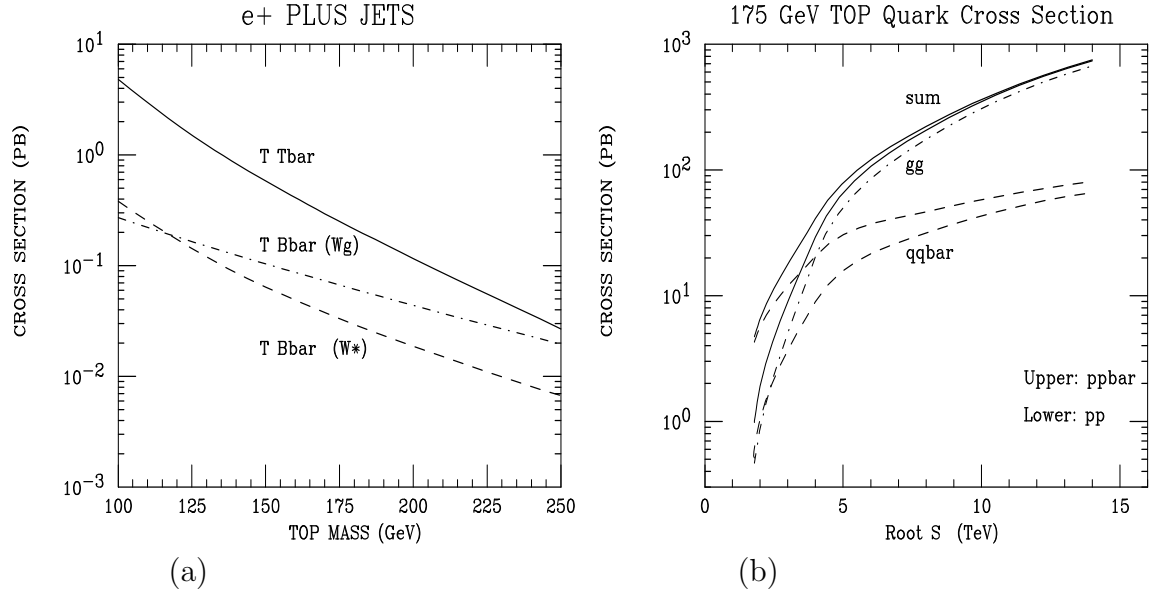 e+ PLUS JETS
CROSS SECTION (PB)
10^1
10^0
10^−1
10^−2
10^−3
T Tbar
T Bbar (Wg)
T Bbar (W*)
100 125 150 175 200 225 250
TOP MASS (GeV)
(a)
175 GeV TOP Quark Cross Section
CROSS SECTION (PB)
10^3
10^2
10^1
10^0
sum
gg
qqbar
Upper: ppbar
Lower: pp
0 5 10 15
Root S (TeV)
(b)